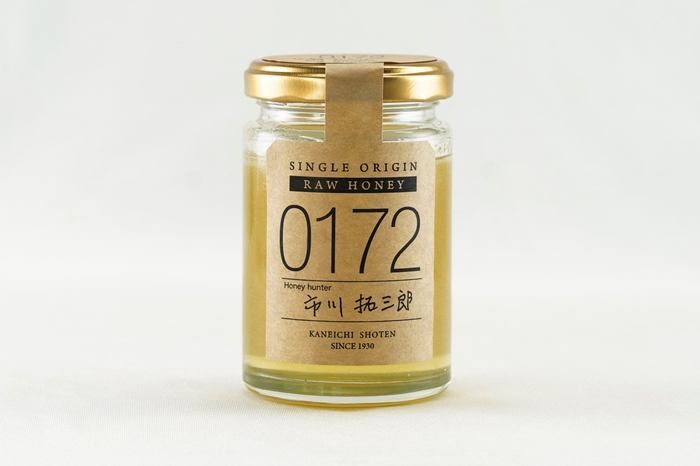 SINGLE ORIGIN
RAW HONEY
0172
Honey hunter
市川 拓三郎
KANEICHI SHOTEN
SINCE 1930